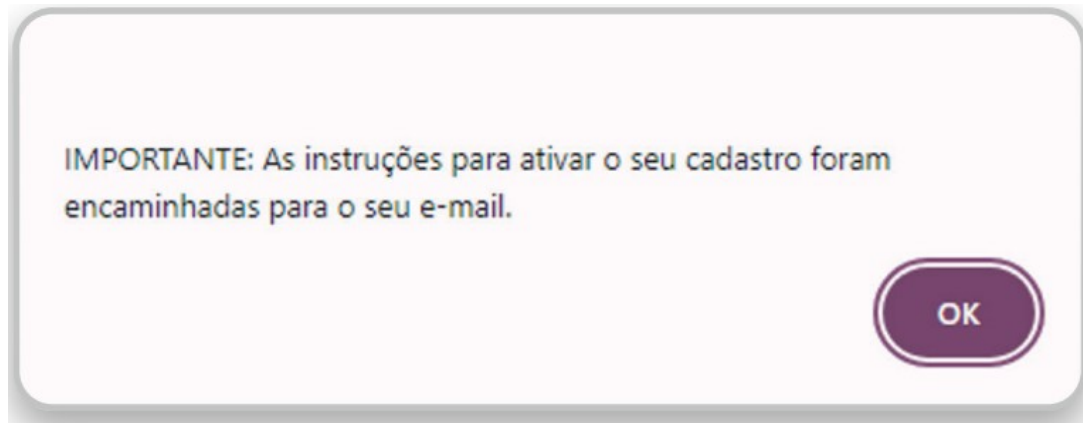 IMPORTANTE: As instruções para ativar o seu cadastro foram
encaminhadas para o seu e-mail.
OK